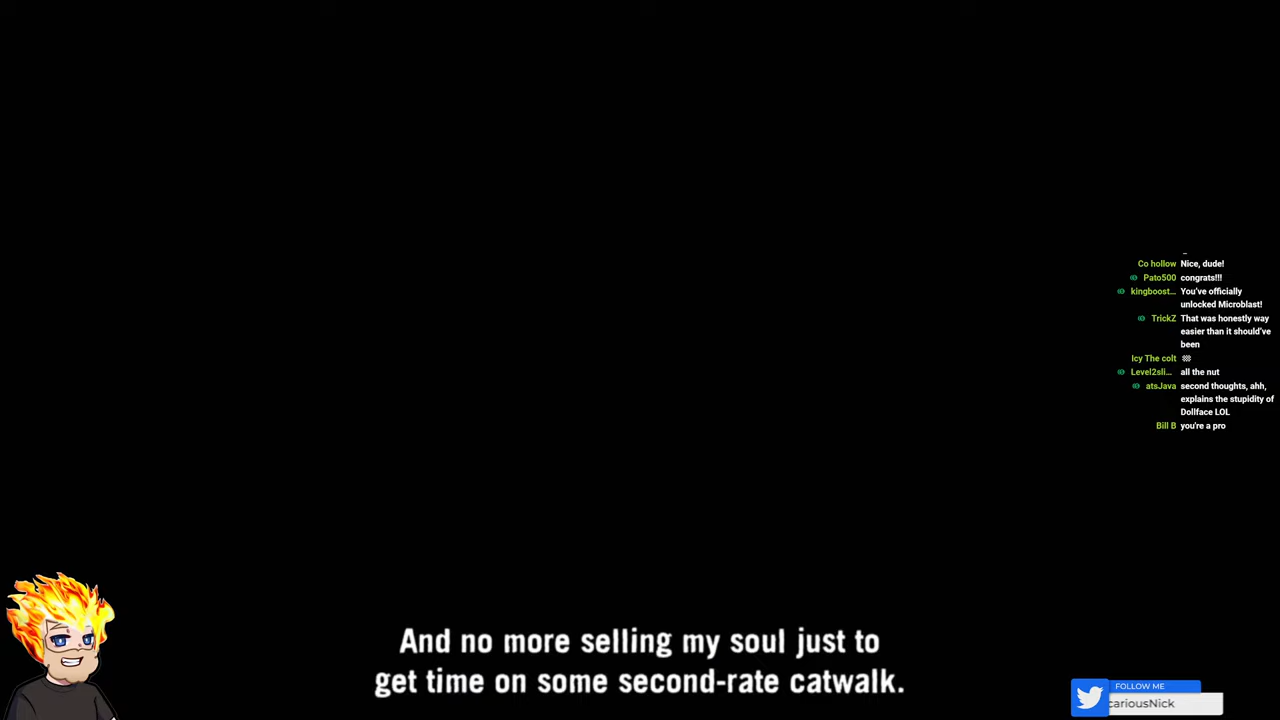 Co hollow Nice, dude!
Pato500 congrats!!!
kingboost... You've officially
unlocked Microblast!
TrickZ That was honestly way
easier than it should've
been
Icy The colt
Level2sli... all the nut
atsJava second thoughts, ahh,
explains the stupidity of
Dollface LOL
Bill B you're a pro
And no more selling my soul just to
get time on some second-rate catwalk.
FOLLOW ME
cariousNick